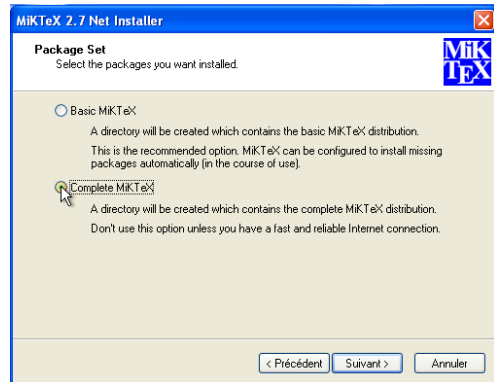 MiKTeX 2.7 Net Installer
Package Set
Select the packages you want installed.
MiK
TEX
Basic MiKTeX
A directory will be created which contains the basic MiKTeX distribution.
This is the recommended option. MiKTeX can be configured to install missing
packages automatically (in the course of use).
Complete MiKTeX
A directory will be created which contains the complete MiKTeX distribution.
Don't use this option unless you have a fast and reliable Internet connection.
< Précédent Suivant > Annuler